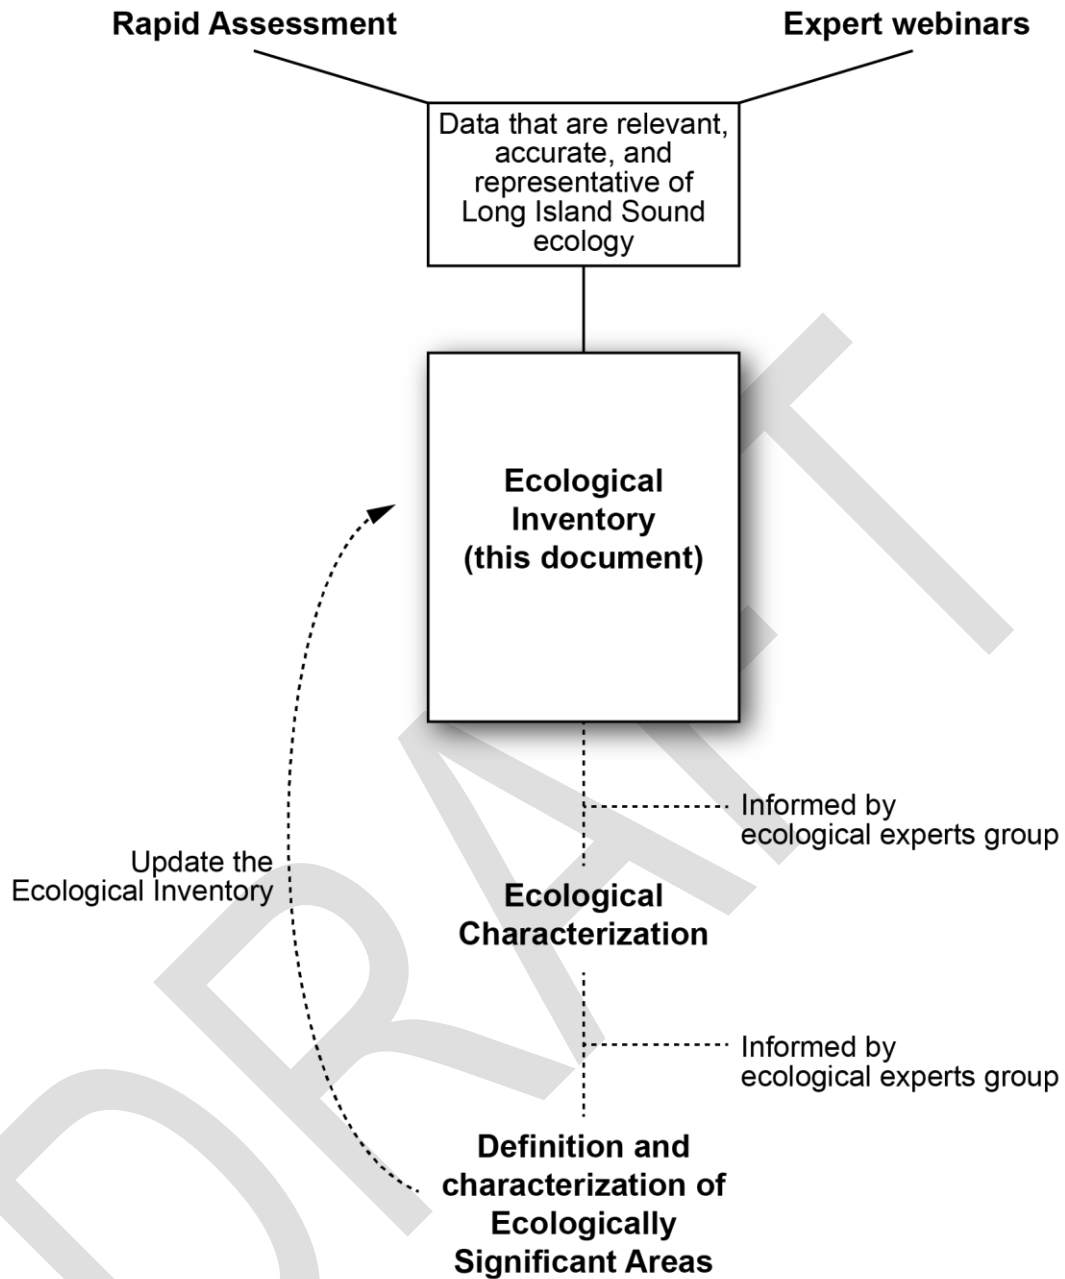 Rapid Assessment
Expert webinars
Data that are relevant,
accurate, and
representative of
Long Island Sound
ecology
Ecological
Inventory
(this document)
Informed by
ecological experts group
Update the
Ecological Inventory
Ecological
Characterization
Informed by
ecological experts group
Definition and
characterization of
Ecologically
Significant Areas
DRAFT